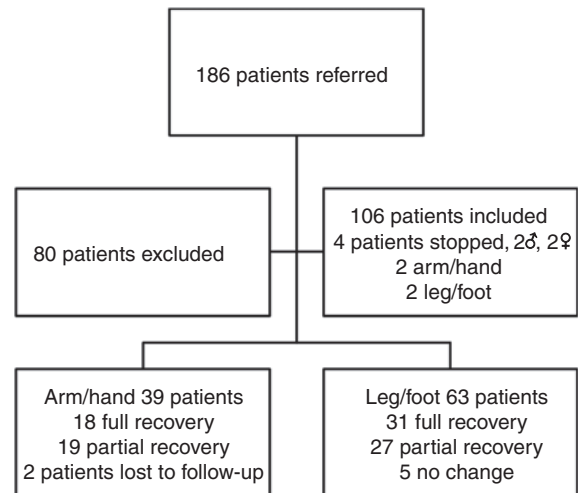 186 patients referred
80 patients excluded
106 patients included
4 patients stopped, 2♂, 2♀
2 arm/hand
2 leg/foot
Arm/hand 39 patients
18 full recovery
19 partial recovery
2 patients lost to follow-up
Leg/foot 63 patients
31 full recovery
27 partial recovery
5 no change